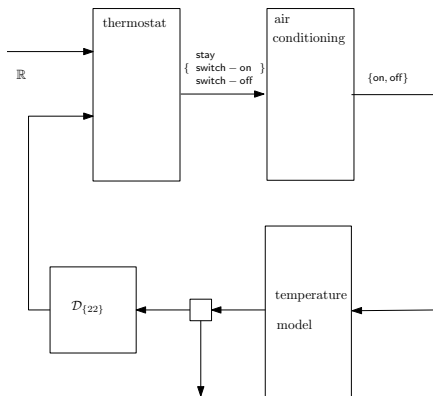 thermostat
air
conditioning
ℝ
stay
{ switch − on }
switch − off
{on, off}
temperature
model
𝒟{22}